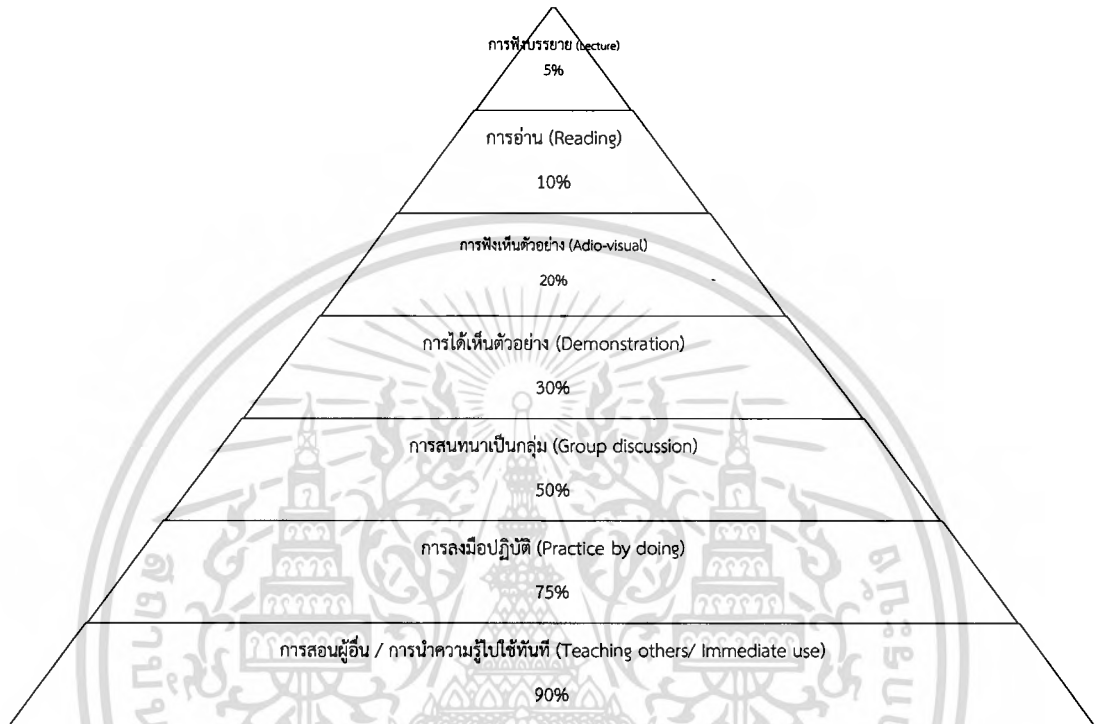 การฟังบรรยาย (Lecture)
5%
การอ่าน (Reading)
10%
การฟังเห็นตัวอย่าง (Adio-visual)
20%
การได้เห็นตัวอย่าง (Demonstration)
30%
การสนทนาเป็นกลุ่ม (Group discussion)
50%
การลงมือปฏิบัติ (Practice by doing)
75%
การสอนผู้อื่น / การนำความรู้ไปใช้ทันที (Teaching others/ Immediate use)
90%